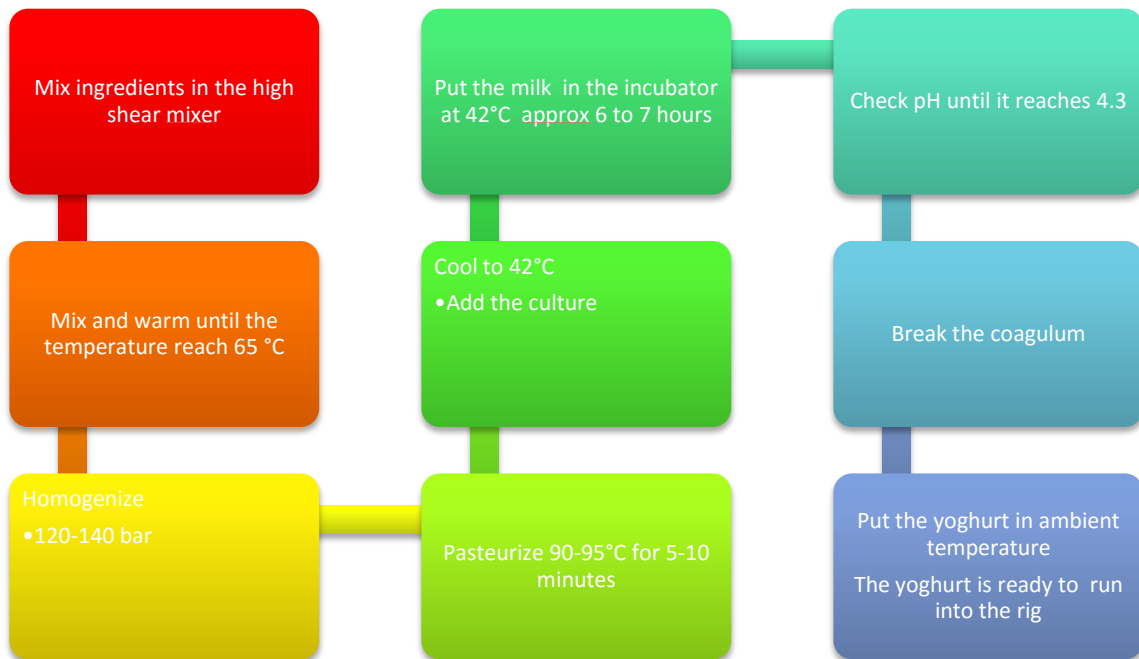 Mix ingredients in the high
shear mixer
Mix and warm until the
temperature reach 65 °C
Homogenize
•120-140 bar
Pasteurize 90-95°C for 5-10
minutes
Cool to 42°C
•Add the culture
Put the milk  in the incubator
at 42°C  approx 6 to 7 hours
Check pH until it reaches 4.3
Break the coagulum
Put the yoghurt in ambient
temperature
The yoghurt is ready to  run
into the rig